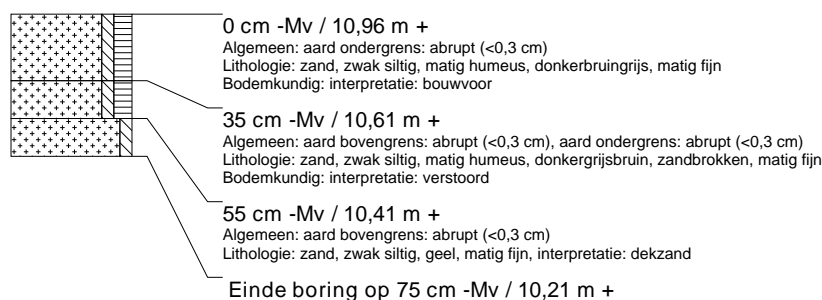 0 cm -Mv / 10,96 m +
Algemeen: aard ondergrens: abrupt (<0,3 cm)
Lithologie: zand, zwak siltig, matig humeus, donkerbruingrijs, matig fijn
Bodemkundig: interpretatie: bouwvoor
35 cm -Mv / 10,61 m +
Algemeen: aard bovengrens: abrupt (<0,3 cm), aard ondergrens: abrupt (<0,3 cm)
Lithologie: zand, zwak siltig, matig humeus, donkergrijsbruin, zandbrokken, matig fijn
Bodemkundig: interpretatie: verstoord
55 cm -Mv / 10,41 m +
Algemeen: aard bovengrens: abrupt (<0,3 cm)
Lithologie: zand, zwak siltig, geel, matig fijn, interpretatie: dekzand
Einde boring op 75 cm -Mv / 10,21 m +